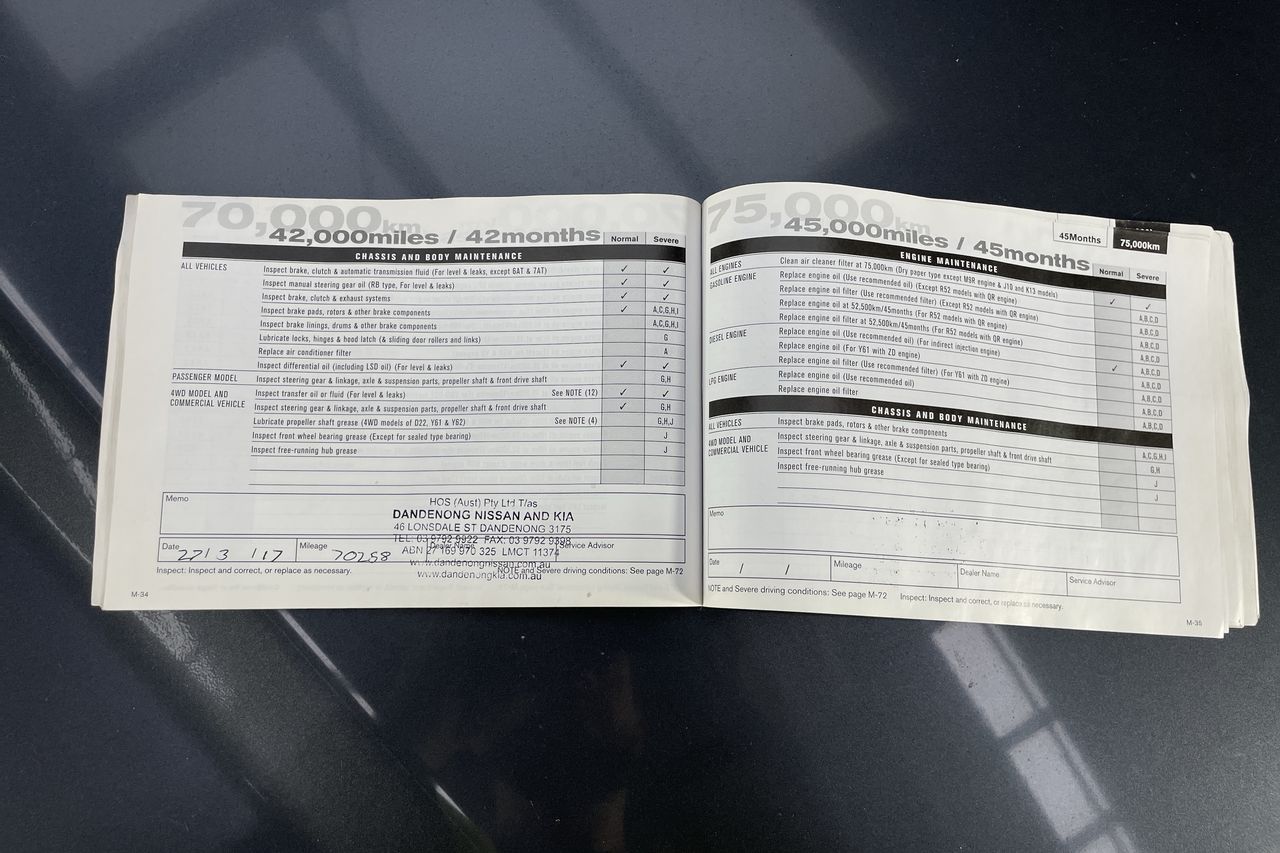 70,000km
42,000miles / 42months
Normal Severe
CHASSIS AND BODY MAINTENANCE
ALL VEHICLES Inspect brake, clutch & automatic transmission fluid (For level & leaks, except 6AT & 7AT) ✓ ✓
Inspect manual steering gear oil (RB type, For level & leaks) ✓ ✓
Inspect brake, clutch & exhaust systems ✓ ✓
Inspect brake pads, rotors & other brake components ✓ A,C,G,H,I
Inspect brake linings, drums & other brake components A,C,G,H,I
Lubricate locks, hinges & hood latch (& sliding door rollers and links) G
Replace air conditioner filter A
Inspect differential oil (including LSD oil) (For level & leaks) ✓ ✓
PASSENGER MODEL Inspect steering gear & linkage, axle & suspension parts, propeller shaft & front drive shaft G,H
4WD MODEL AND COMMERCIAL VEHICLE Inspect transfer oil or fluid (For level & leaks) See NOTE (12) ✓ ✓
Inspect steering gear & linkage, axle & suspension parts, propeller shaft & front drive shaft ✓ G,H
Lubricate propeller shaft grease (4WD models of D22, Y61 & Y62) See NOTE (4) G,H,J
Inspect front wheel bearing grease (Except for sealed type bearing) J
Inspect free-running hub grease J
Memo
HOS (Aust) Pty Ltd T/as
DANDENONG NISSAN AND KIA
46 LONSDALE ST DANDENONG 3175
TEL: 03 9792 9922 FAX: 03 9792 9398
ABN 37 169 970 325 LMCT 11374
www.dandenongnissan.com.au
www.dandenongkia.com.au
Date 27/3/17 Mileage 70258 Dealer Name Service Advisor
Inspect: Inspect and correct, or replace as necessary. NOTE and Severe driving conditions: See page M-72
M-34
75,000km
45,000miles / 45months
45Months
75,000km
Normal Severe
ENGINE MAINTENANCE
ALL ENGINES Clean air cleaner filter at 75,000km (Dry paper type except M9R engine & J10 and K13 models)
GASOLINE ENGINE Replace engine oil (Use recommended oil) (Except R52 models with QR engine) ✓ ✓
Replace engine oil filter (Use recommended filter) (Except R52 models with QR engine) A,B,C,D
Replace engine oil at 52,500km/45months (For R52 models with QR engine) A,B,C,D
Replace engine oil filter at 52,500km/45months (For R52 models with QR engine) A,B,C,D
DIESEL ENGINE Replace engine oil (Use recommended oil) (For indirect injection engine) A,B,C,D
Replace engine oil (For Y61 with ZD engine) ✓ A,B,C,D
Replace engine oil filter (Use recommended filter) (For Y61 with ZD engine) A,B,C,D
LPG ENGINE Replace engine oil (Use recommended oil) A,B,C,D
Replace engine oil filter A,B,C,D
CHASSIS AND BODY MAINTENANCE
ALL VEHICLES Inspect brake pads, rotors & other brake components A,C,G,H,I
4WD MODEL AND COMMERCIAL VEHICLE Inspect steering gear & linkage, axle & suspension parts, propeller shaft & front drive shaft G,H
Inspect front wheel bearing grease (Except for sealed type bearing) J
Inspect free-running hub grease J
Memo
Date / / Mileage Dealer Name Service Advisor
NOTE and Severe driving conditions: See page M-72 Inspect: Inspect and correct, or replace as necessary.
M-35